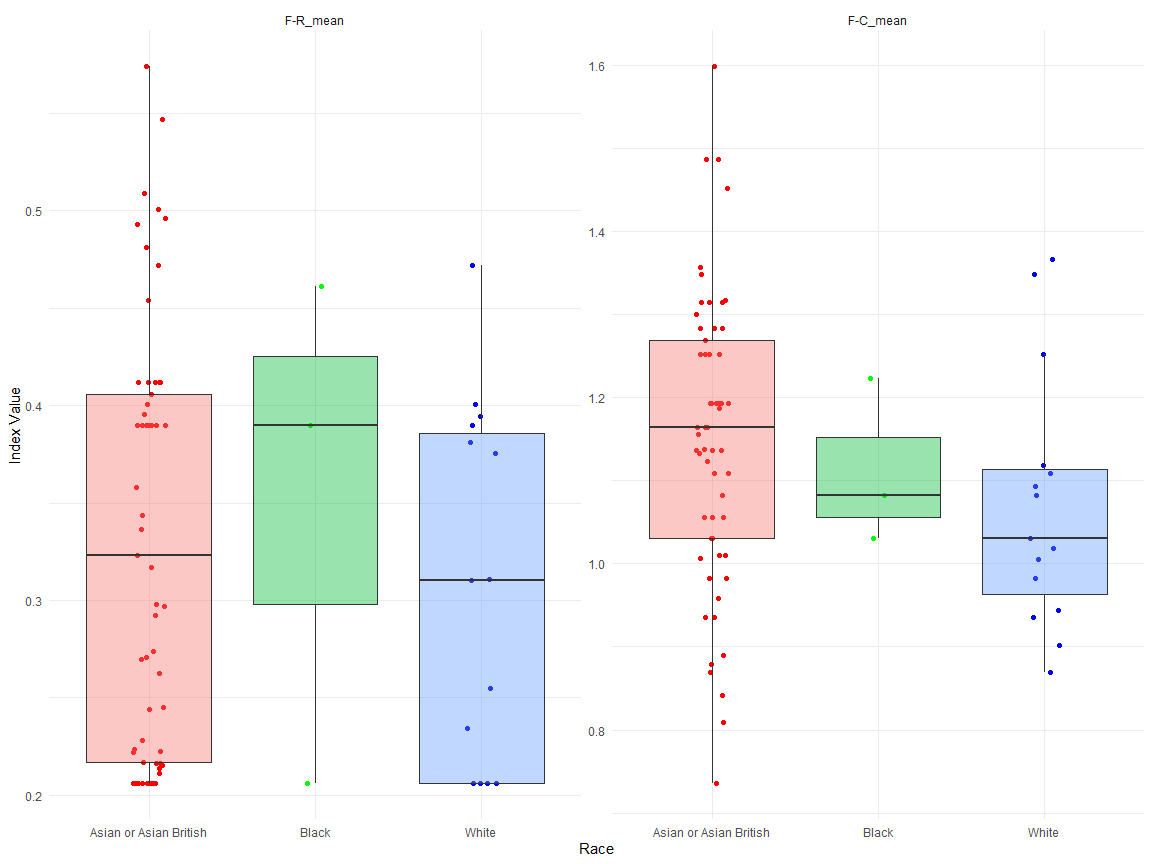 F-R_mean
F-C_mean
Index Value
0.5
0.4
0.3
0.2
1.6
1.4
1.2
1.0
0.8
Asian or Asian British
Black
White
Asian or Asian British
Black
White
Race